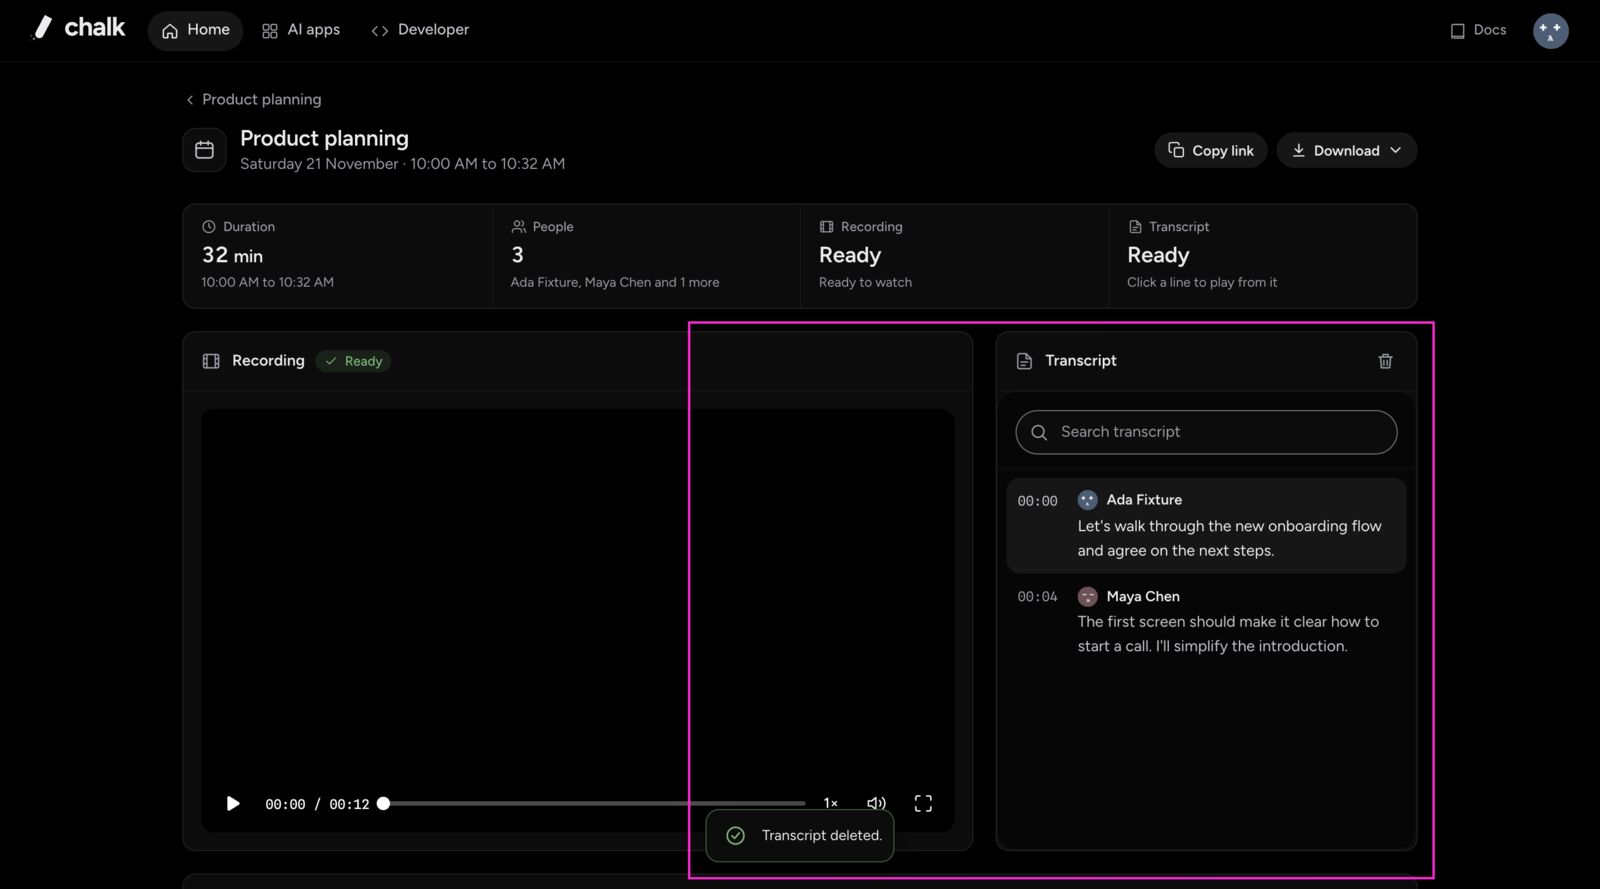 chalk
Home
AI apps
Developer
Docs
Product planning
Product planning
Saturday 21 November · 10:00 AM to 10:32 AM
Copy link
Download
Duration
32 min
10:00 AM to 10:32 AM
People
3
Ada Fixture, Maya Chen and 1 more
Recording
Ready
Ready to watch
Transcript
Ready
Click a line to play from it
Recording
Ready
00:00 / 00:12
1×
Transcript deleted.
Transcript
Search transcript
00:00
Ada Fixture
Let's walk through the new onboarding flow
and agree on the next steps.
00:04
Maya Chen
The first screen should make it clear how to
start a call. I'll simplify the introduction.